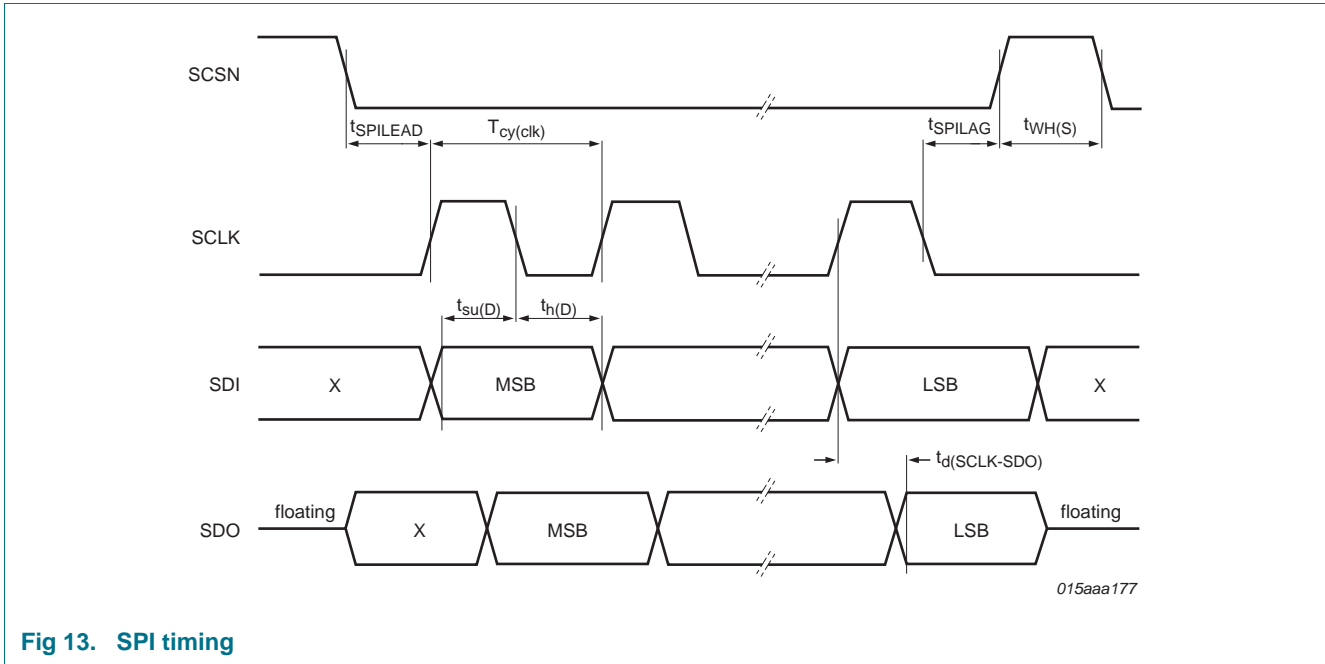 SCSN
tSPILEAD
Tcy(clk)
tSPILAG
tWH(S)
SCLK
tsu(D)
th(D)
SDI
X
MSB
LSB
X
td(SCLK-SDO)
SDO
floating
X
MSB
LSB
floating
015aaa177
Fig 13. SPI timing